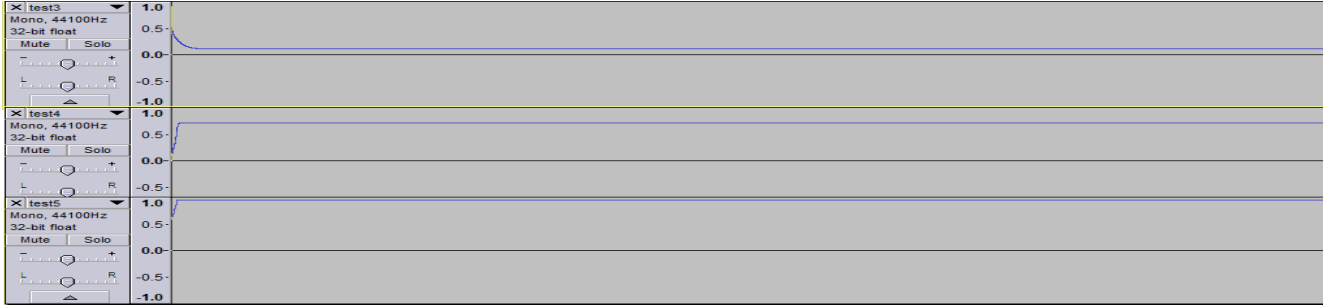 × test3 ▼ 1.0
Mono, 44100Hz
32-bit float 0.5-
Mute Solo
- + 0.0-
L R -0.5-
-1.0
× test4 ▼ 1.0
Mono, 44100Hz
32-bit float 0.5-
Mute Solo
- + 0.0-
L R -0.5-
× test5 ▼ 1.0
Mono, 44100Hz
32-bit float 0.5-
Mute Solo
- + 0.0-
L R -0.5-
-1.0